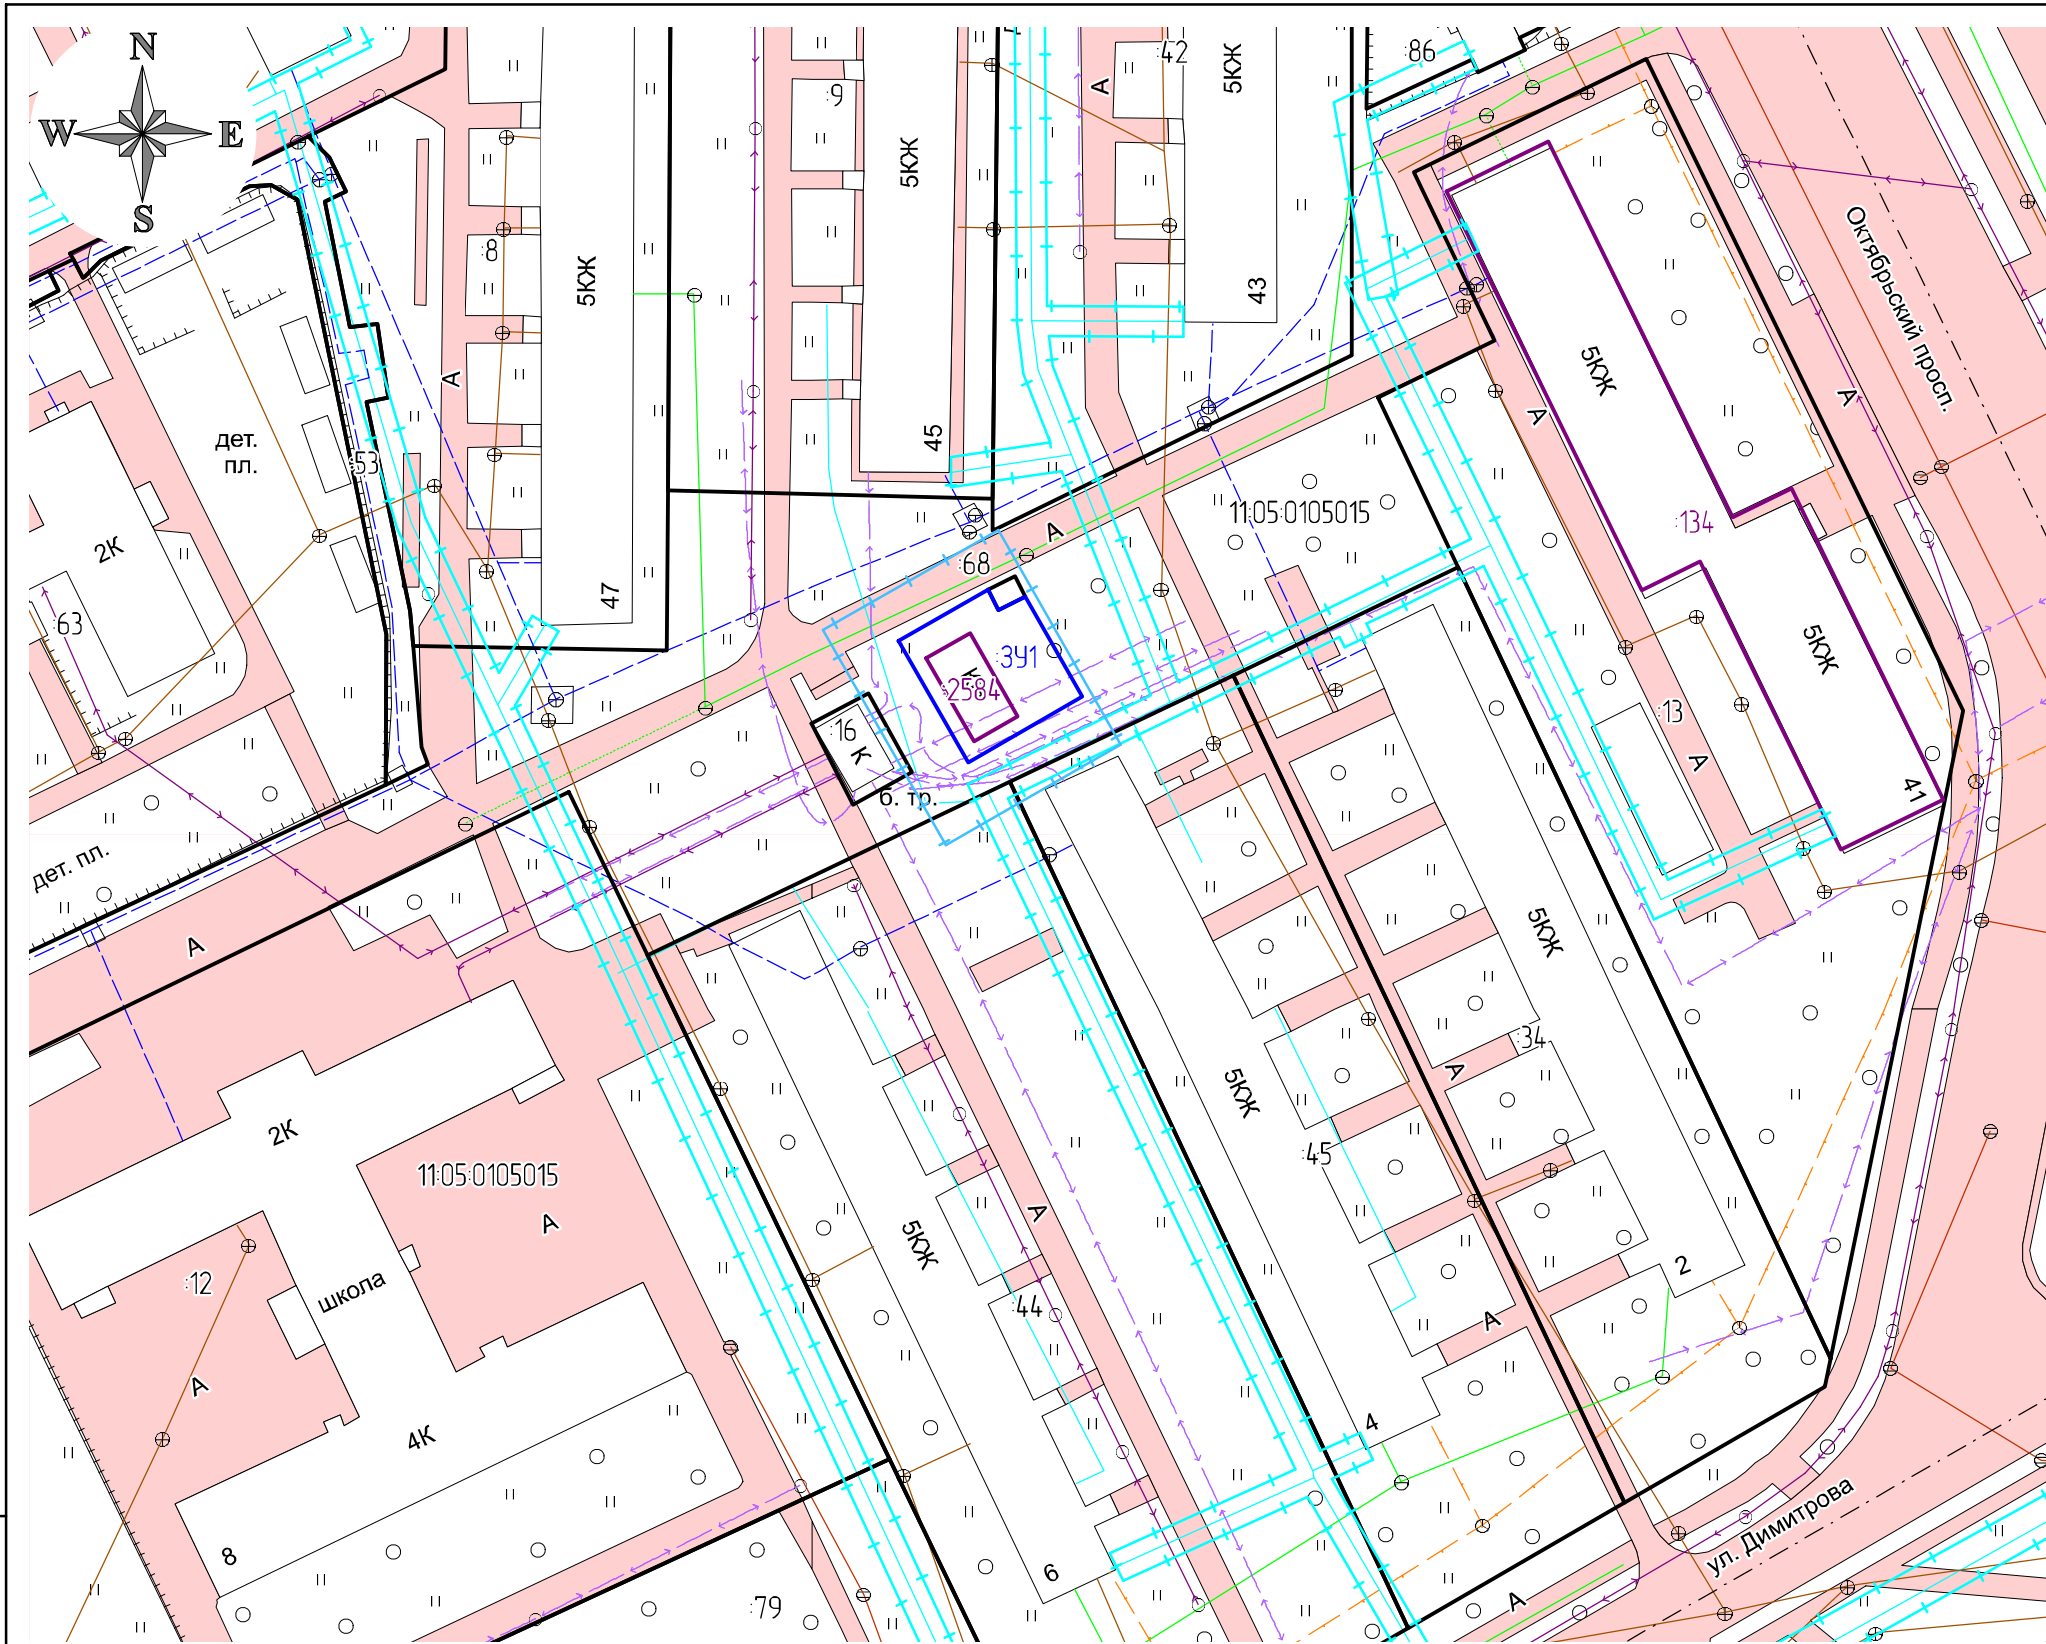 N
W
E
S
:42
:86
5КЖ
:9
А
5КЖ
5КЖ
:8
5КЖ
43
Октябрьский просп.
А
45
5КЖ
А
А
дет.
пл.
:53
2К
11:05:0105015
:134
А
:68
47
:63
:ЗУ1
:2584
К
5КЖ
:13
А
:16
К
41
б. тр.
дет. пл.
А
5КЖ
:34
А
2К
5КЖ
11:05:0105015
А
:45
А
5КЖ
:12
школа
2
:44
А
А
4К
4
8
6
ул. Димитрова
А
:79